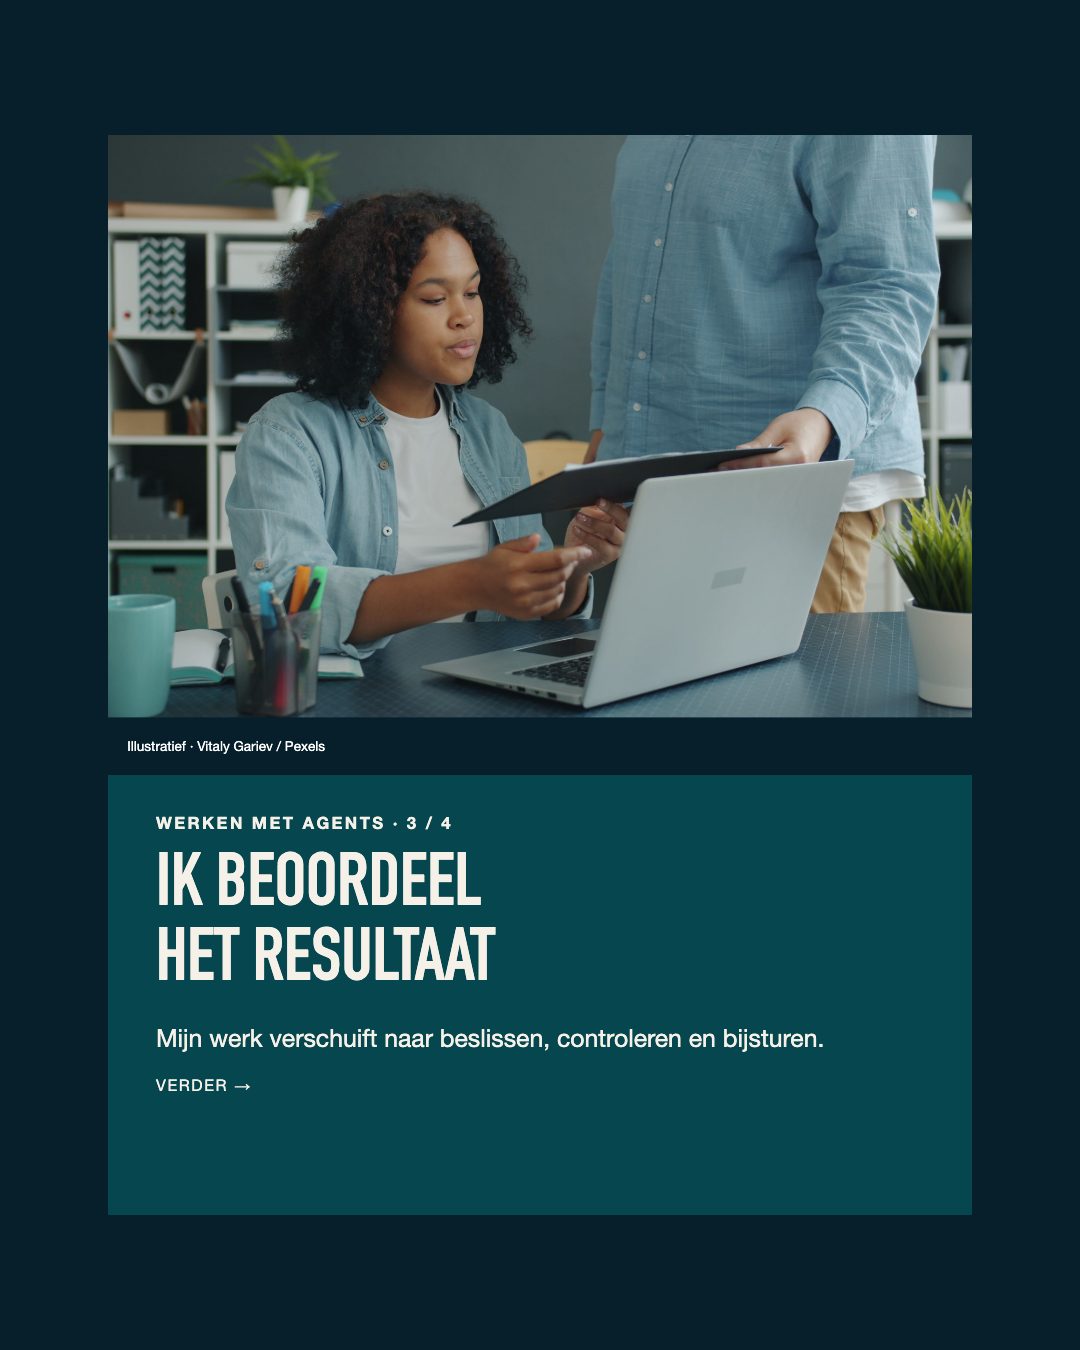 Illustratief · Vitaly Gariev / Pexels
WERKEN MET AGENTS · 3 / 4
IK BEOORDEEL
HET RESULTAAT
Mijn werk verschuift naar beslissen, controleren en bijsturen.
VERDER →